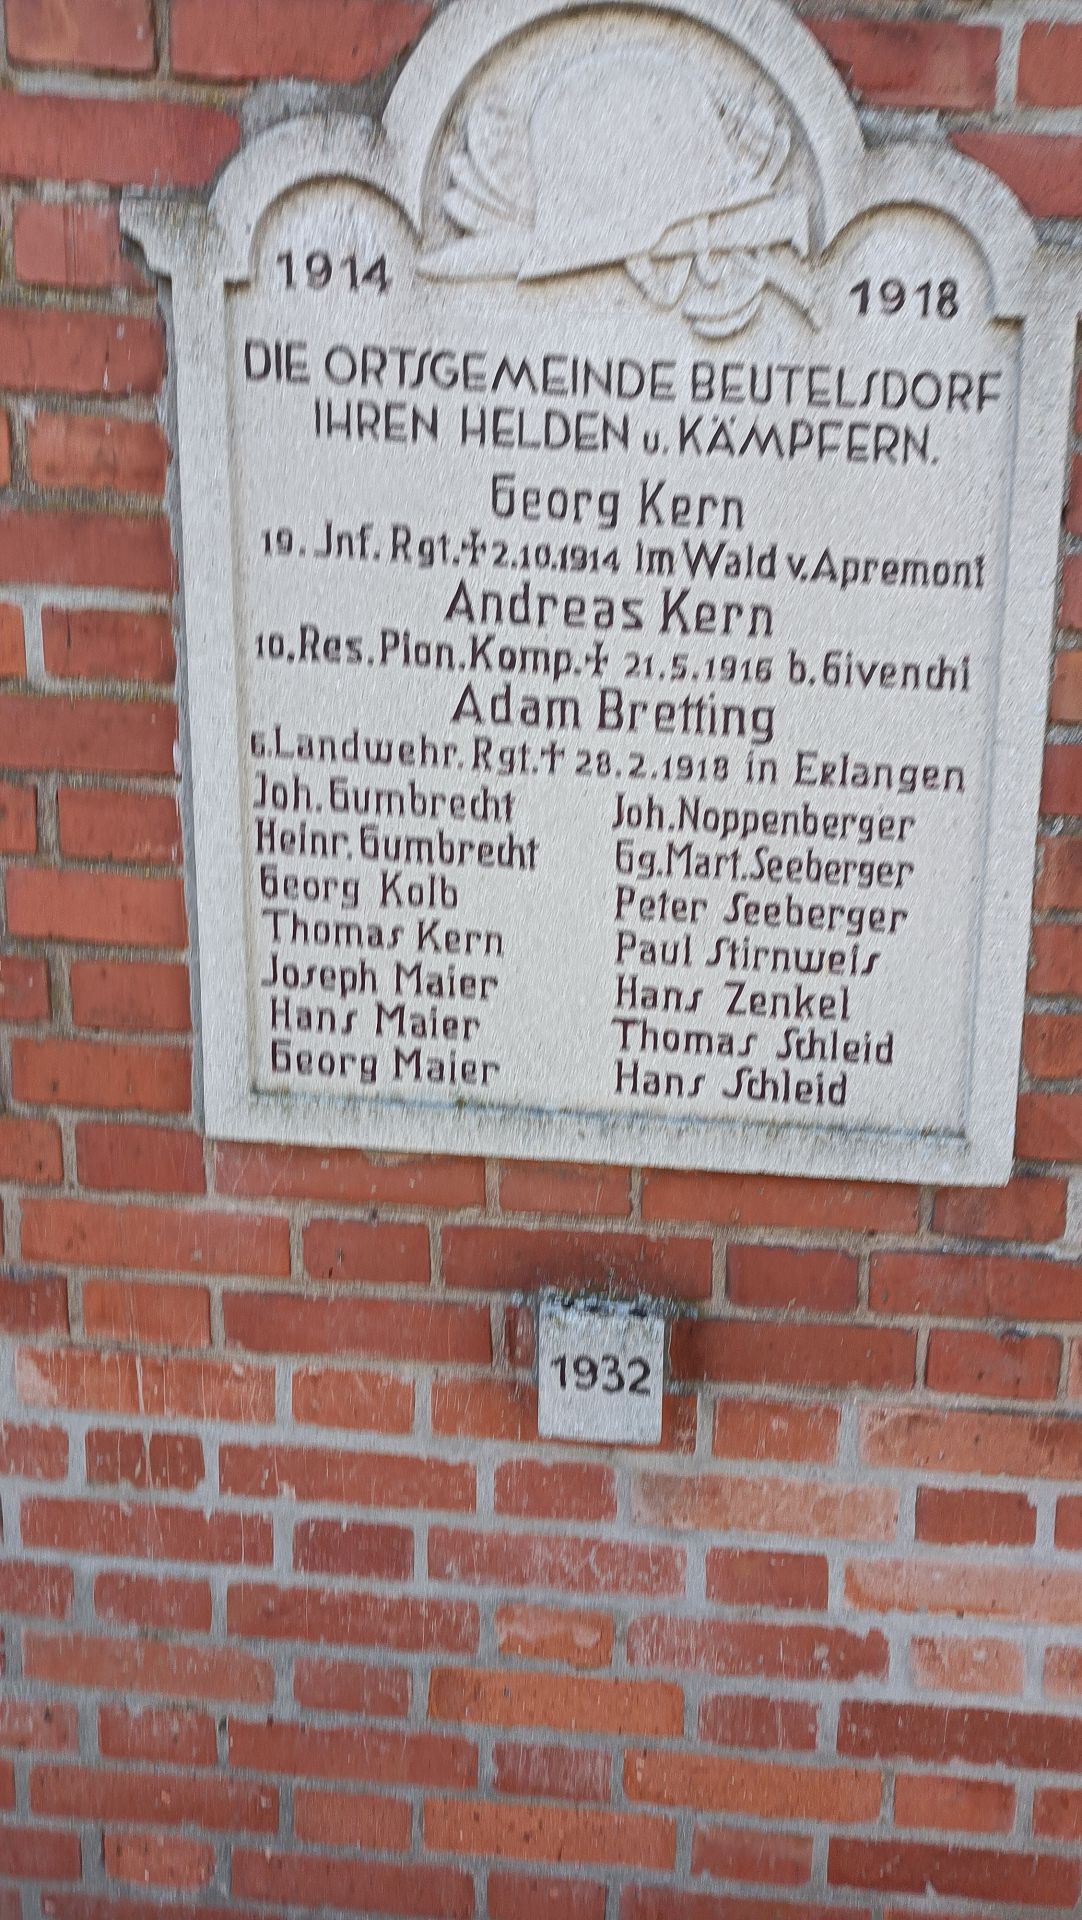 1914 1918
DIE ORTSGEMEINDE BEUTELSDORF
IHREN HELDEN u. KÄMPFERN.
Georg Kern
19. Jnf. Rgt. ✝ 2.10.1914 im Wald v. Apremont
Andreas Kern
10. Res. Pion. Komp. ✝ 21.5.1916 b. Givenchi
Adam Bretting
6. Landwehr. Rgt. ✝ 28.2.1918 in Erlangen
Joh. Gumbrecht Joh. Noppenberger
Heinr. Gumbrecht Gg. Mart. Seeberger
Georg Kolb Peter Seeberger
Thomas Kern Paul Stirnweis
Joseph Maier Hans Zenkel
Hans Maier Thomas Schleid
Georg Maier Hans Schleid
1932